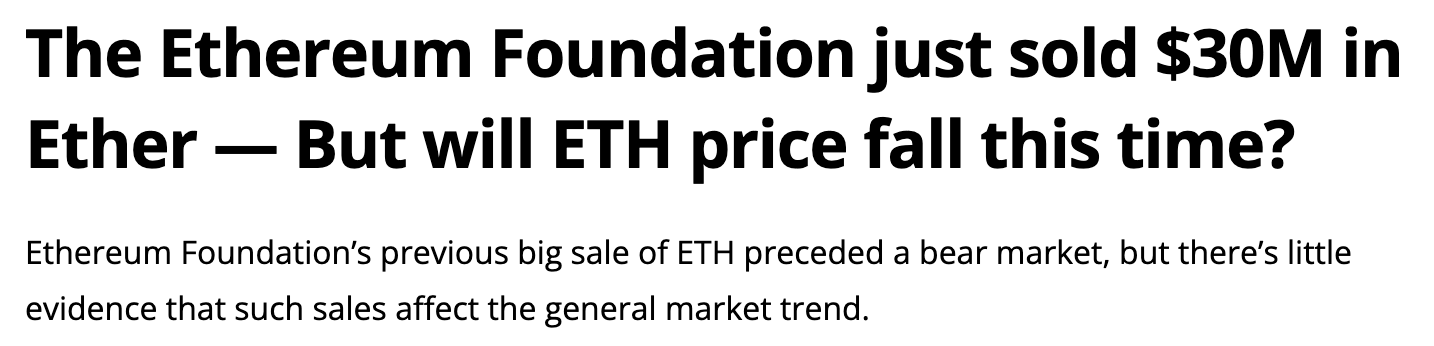 The Ethereum Foundation just sold $30M in
Ether — But will ETH price fall this time?
Ethereum Foundation’s previous big sale of ETH preceded a bear market, but there’s little
evidence that such sales affect the general market trend.